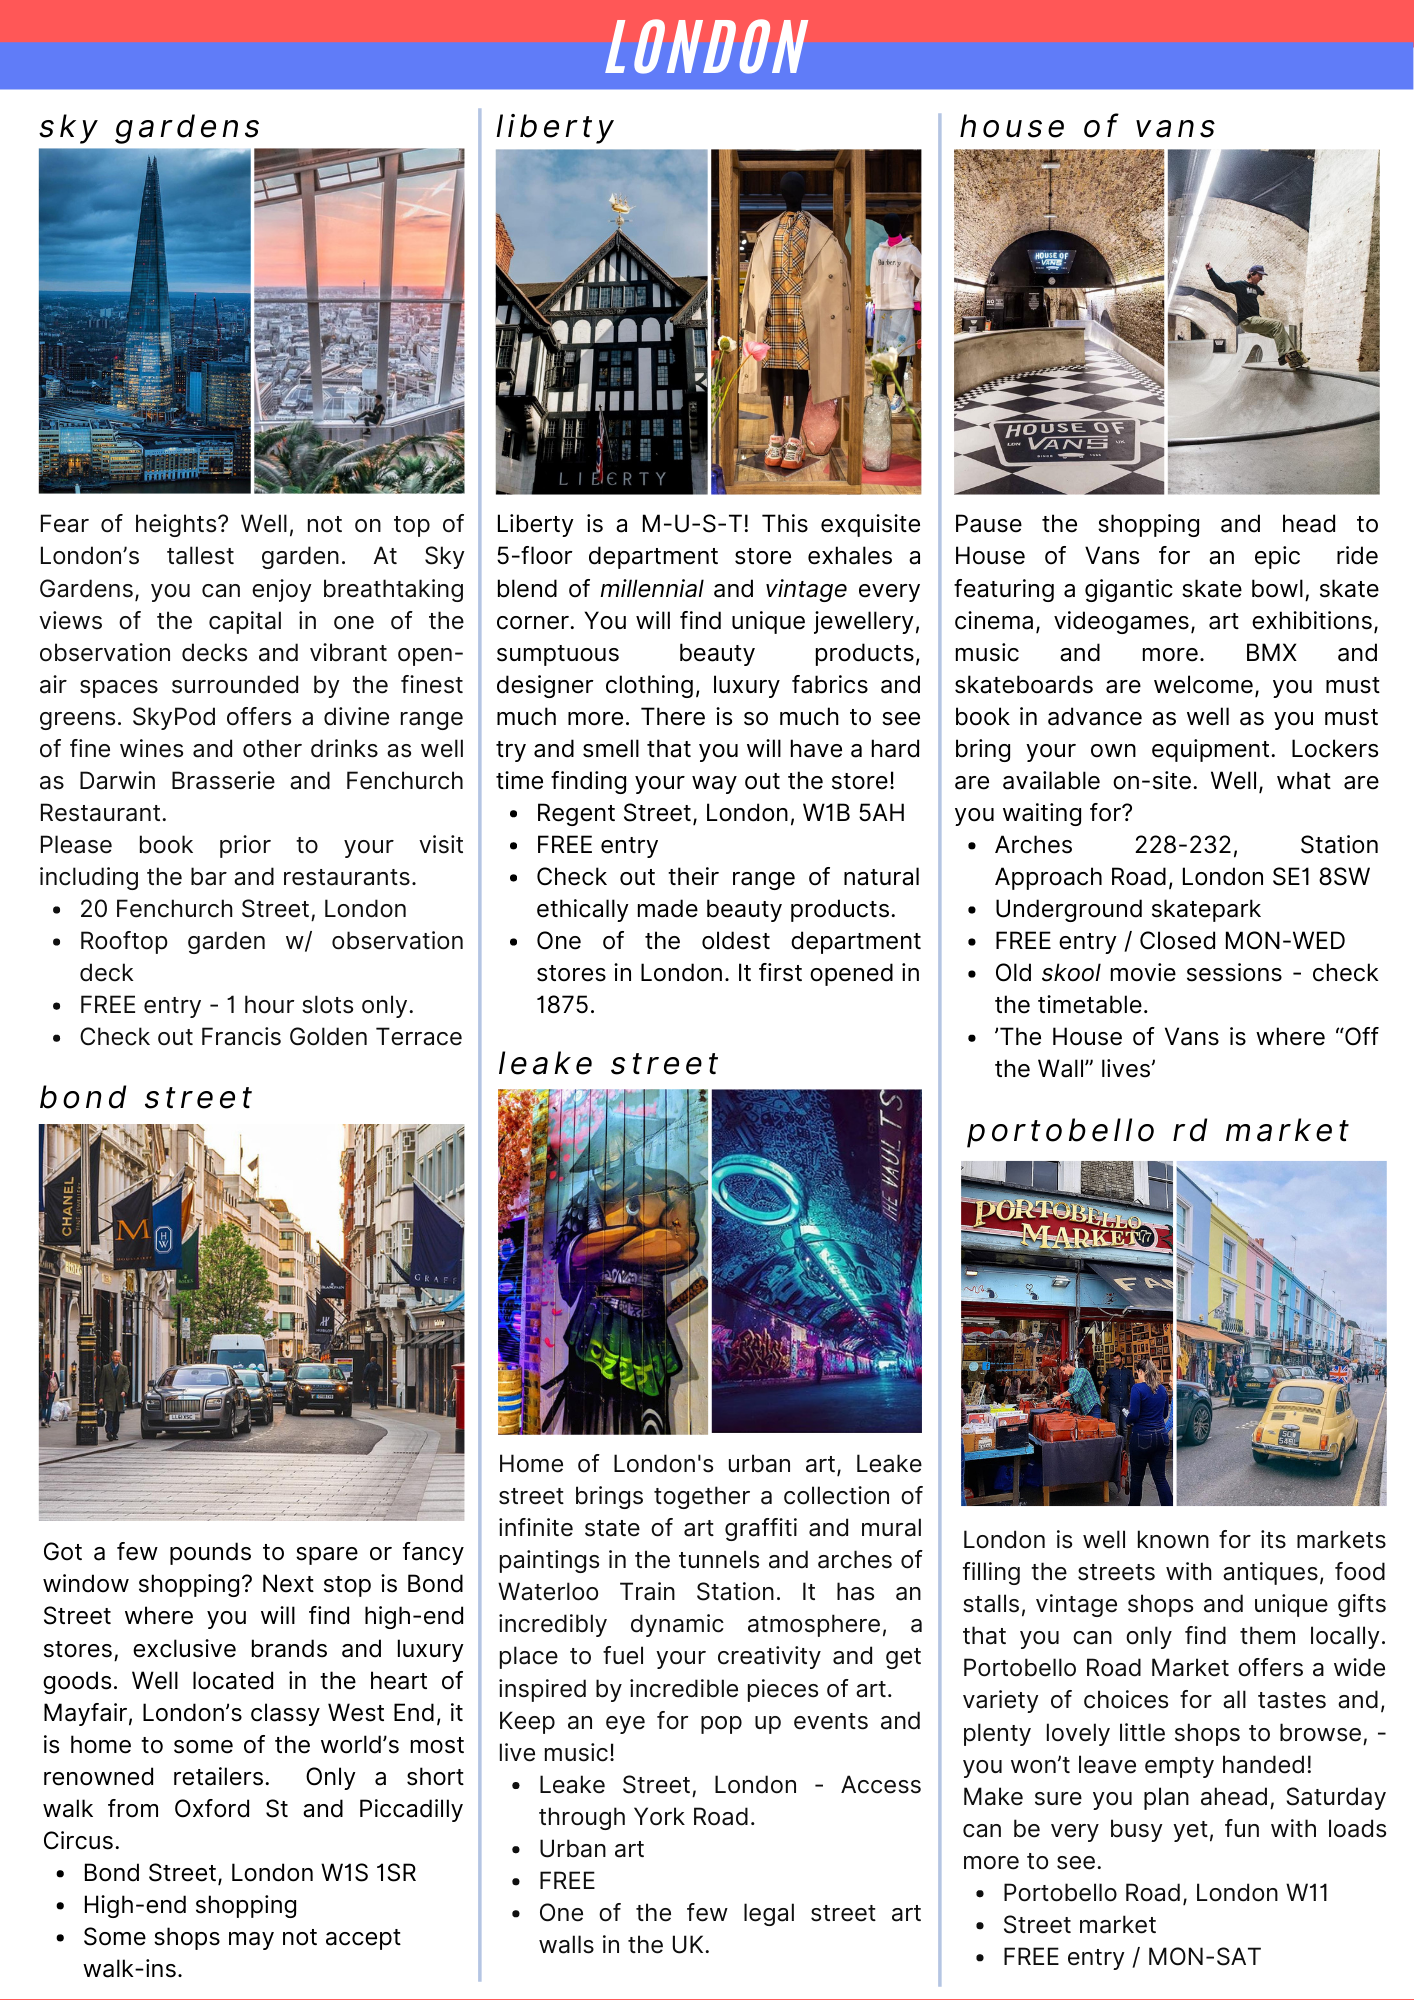 LONDON
sky gardens
Fear of heights? Well, not on top of
London’s tallest garden. At Sky
Gardens, you can enjoy breathtaking
views of the capital in one of the
observation decks and vibrant open-
air spaces surrounded by the finest
greens. SkyPod offers a divine range
of fine wines and other drinks as well
as Darwin Brasserie and Fenchurch
Restaurant.
Please book prior to your visit
including the bar and restaurants.
• 20 Fenchurch Street, London
• Rooftop garden w/ observation
deck
• FREE entry - 1 hour slots only.
• Check out Francis Golden Terrace
bond street
CHANEL
M
HW
GRAFF
LL61 XSC
Got a few pounds to spare or fancy
window shopping? Next stop is Bond
Street where you will find high-end
stores, exclusive brands and luxury
goods. Well located in the heart of
Mayfair, London’s classy West End, it
is home to some of the world’s most
renowned retailers. Only a short
walk from Oxford St and Piccadilly
Circus.
• Bond Street, London W1S 1SR
• High-end shopping
• Some shops may not accept
walk-ins.
liberty
Burberry
LIBERTY
Liberty is a M-U-S-T! This exquisite
5-floor department store exhales a
blend of millennial and vintage every
corner. You will find unique jewellery,
sumptuous beauty products,
designer clothing, luxury fabrics and
much more. There is so much to see
try and smell that you will have a hard
time finding your way out the store!
• Regent Street, London, W1B 5AH
• FREE entry
• Check out their range of natural
ethically made beauty products.
• One of the oldest department
stores in London. It first opened in
1875.
leake street
THE VAULTS
Home of London's urban art, Leake
street brings together a collection of
infinite state of art graffiti and mural
paintings in the tunnels and arches of
Waterloo Train Station. It has an
incredibly dynamic atmosphere, a
place to fuel your creativity and get
inspired by incredible pieces of art.
Keep an eye for pop up events and
live music!
• Leake Street, London - Access
through York Road.
• Urban art
• FREE
• One of the few legal street art
walls in the UK.
house of vans
HOUSE OF
VANS
HOUSE OF
LDN VANS UK
Pause the shopping and head to
House of Vans for an epic ride
featuring a gigantic skate bowl, skate
cinema, videogames, art exhibitions,
music and more. BMX and
skateboards are welcome, you must
book in advance as well as you must
bring your own equipment. Lockers
are available on-site. Well, what are
you waiting for?
• Arches 228-232, Station
Approach Road, London SE1 8SW
• Underground skatepark
• FREE entry / Closed MON-WED
• Old skool movie sessions - check
the timetable.
• ’The House of Vans is where “Off
the Wall” lives’
portobello rd market
PORTOBELLO
MARKET 177
FAN
London is well known for its markets
filling the streets with antiques, food
stalls, vintage shops and unique gifts
that you can only find them locally.
Portobello Road Market offers a wide
variety of choices for all tastes and,
plenty lovely little shops to browse, -
you won’t leave empty handed!
Make sure you plan ahead, Saturday
can be very busy yet, fun with loads
more to see.
• Portobello Road, London W11
• Street market
• FREE entry / MON-SAT